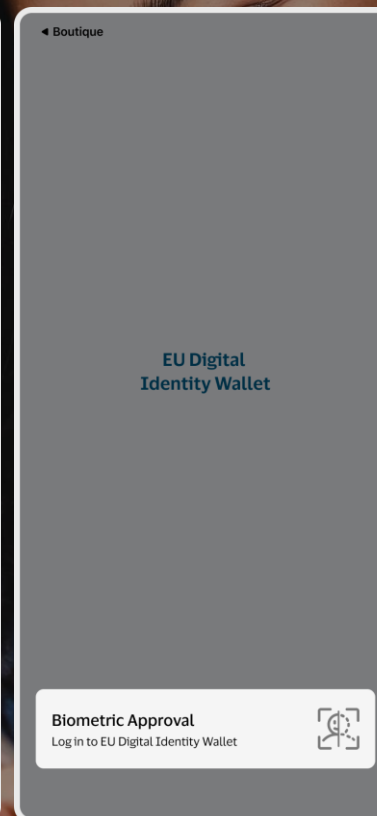 ◀ Boutique
EU Digital
Identity Wallet
Biometric Approval
Log in to EU Digital Identity Wallet